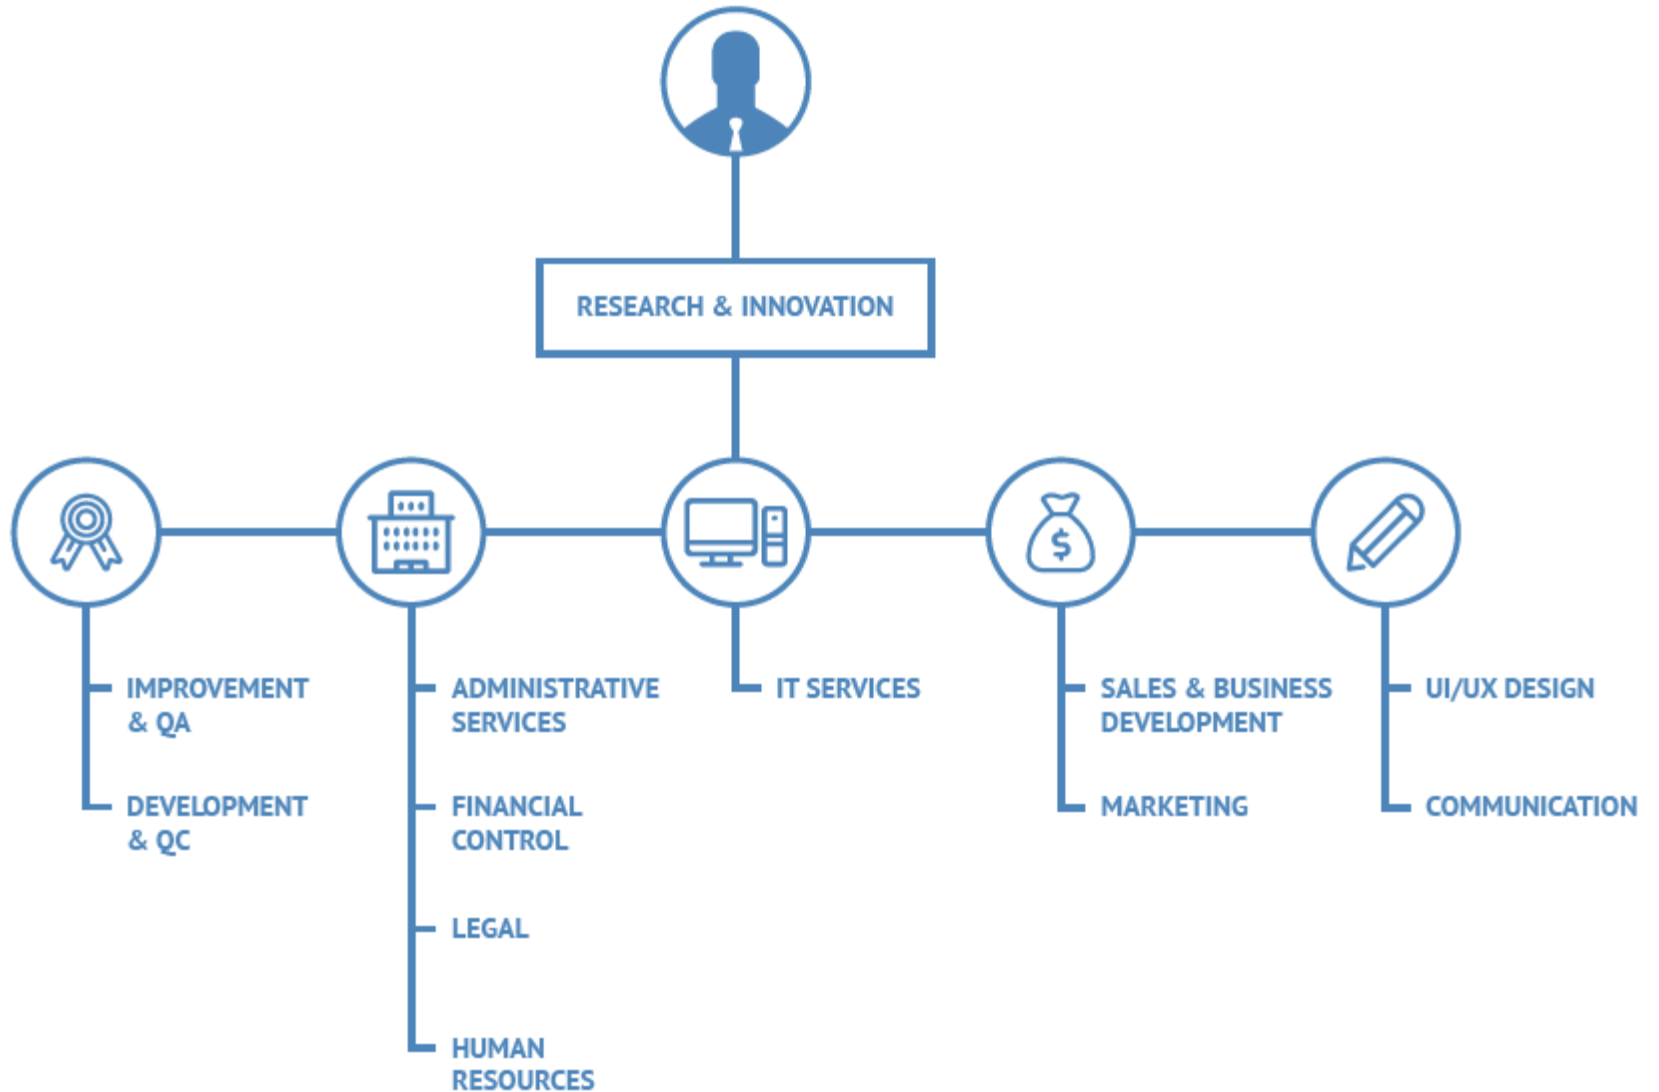 RESEARCH & INNOVATION
$
IMPROVEMENT
& QA
DEVELOPMENT
& QC
ADMINISTRATIVE
SERVICES
FINANCIAL
CONTROL
LEGAL
HUMAN
RESOURCES
IT SERVICES
SALES & BUSINESS
DEVELOPMENT
MARKETING
UI/UX DESIGN
COMMUNICATION